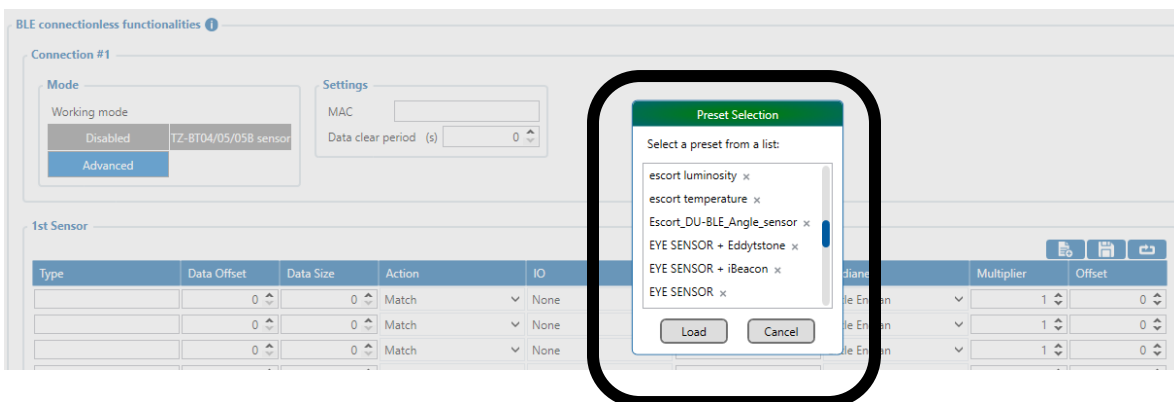 BLE connectionless functionalities
Connection #1
Mode
Working mode
Disabled
TZ-BT04/05/05B sensor
Advanced
Settings
MAC
Data clear period (s) 0
Preset Selection
Select a preset from a list:
escort luminosity ×
escort temperature ×
Escort_DU-BLE_Angle_sensor ×
EYE SENSOR + Eddytstone ×
EYE SENSOR + iBeacon ×
EYE SENSOR ×
Load Cancel
1st Sensor
Type Data Offset Data Size Action IO Multiplier Offset
0 0 Match None 1 0
0 0 Match None 1 0
0 0 Match None 1 0